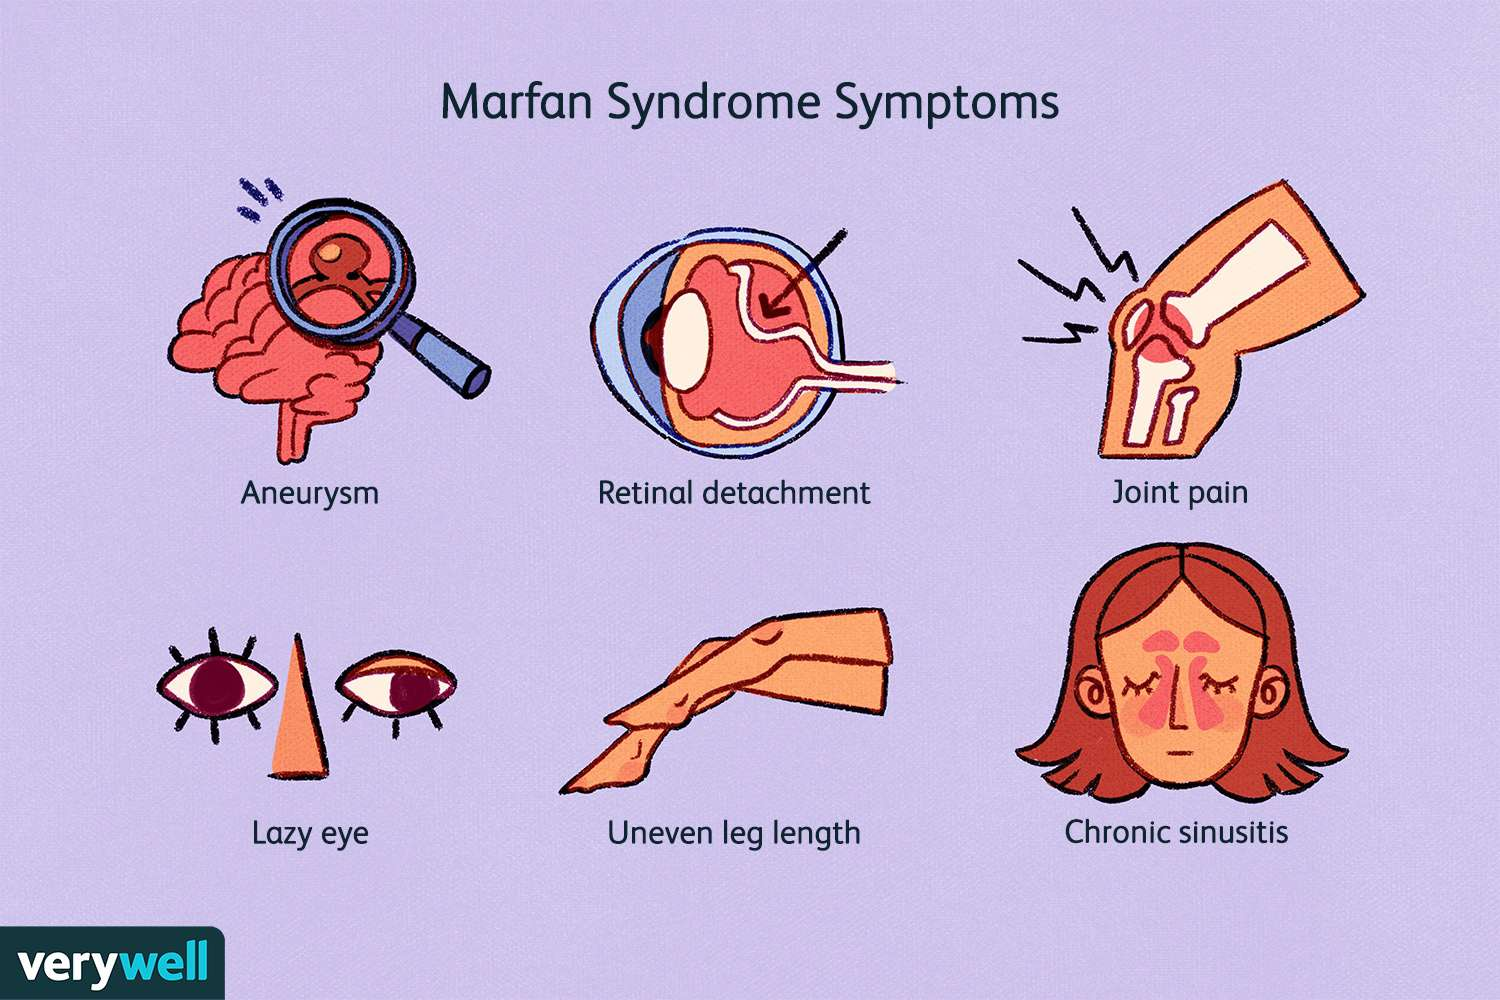 Marfan Syndrome Symptoms
Aneurysm
Retinal detachment
Joint pain
Lazy eye
Uneven leg length
Chronic sinusitis
verywell